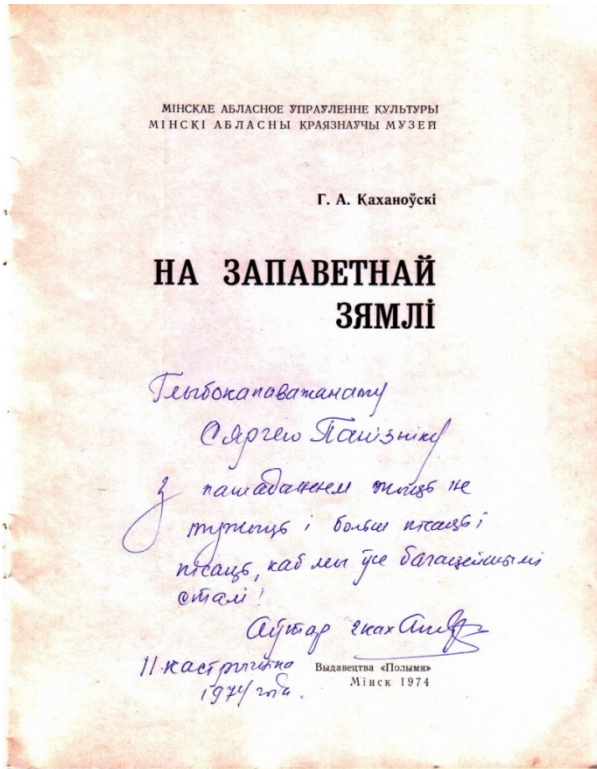 МІНСКАЕ АБЛАСНОЕ ЎПРАЎЛЕННЕ КУЛЬТУРЫ
МІНСКІ АБЛАСНЫ КРАЯЗНАЎЧЫ МУЗЕЙ
Г. А. Каханоўскі
НА ЗАПАВЕТНАЙ
ЗЯМЛІ
Глыбокапаважанаму
Сяргею Панізніку
З пажаданнем жыць не
тужыць і больш пісаць і
пісаць, каб мы ўсе багацейшымі
сталі!
Аўтар
11 кастрычніка
1974 года.
Выдавецтва «Полымя»
Мінск 1974